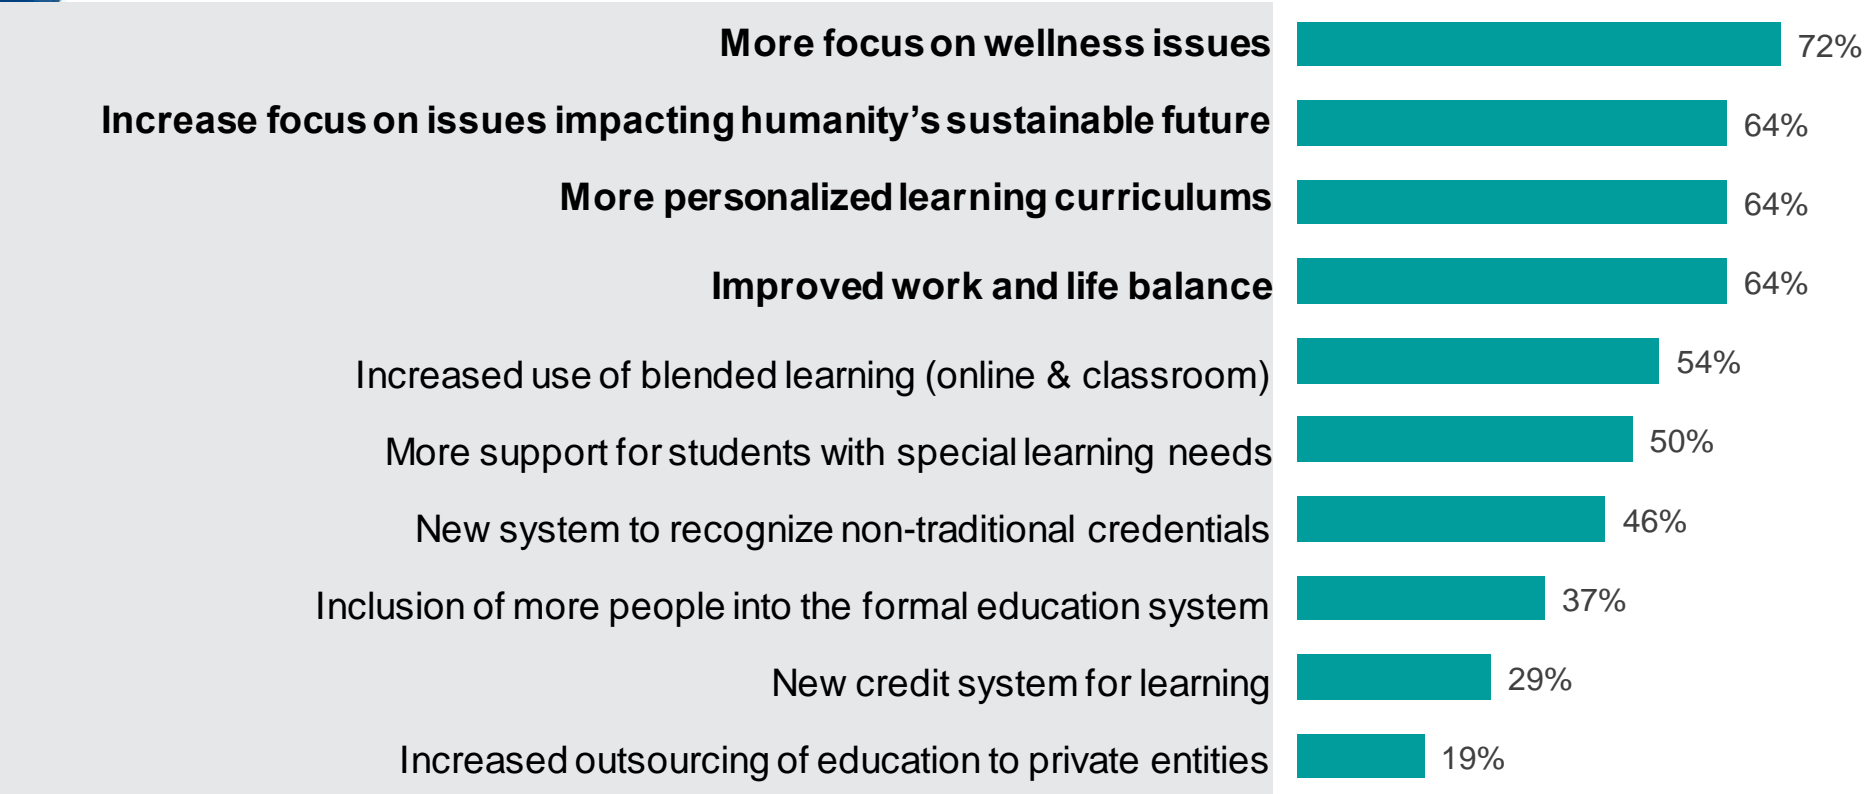 More focus on wellness issues 72%
Increase focus on issues impacting humanity’s sustainable future 64%
More personalized learning curriculums 64%
Improved work and life balance 64%
Increased use of blended learning (online & classroom) 54%
More support for students with special learning needs 50%
New system to recognize non-traditional credentials 46%
Inclusion of more people into the formal education system 37%
New credit system for learning 29%
Increased outsourcing of education to private entities 19%